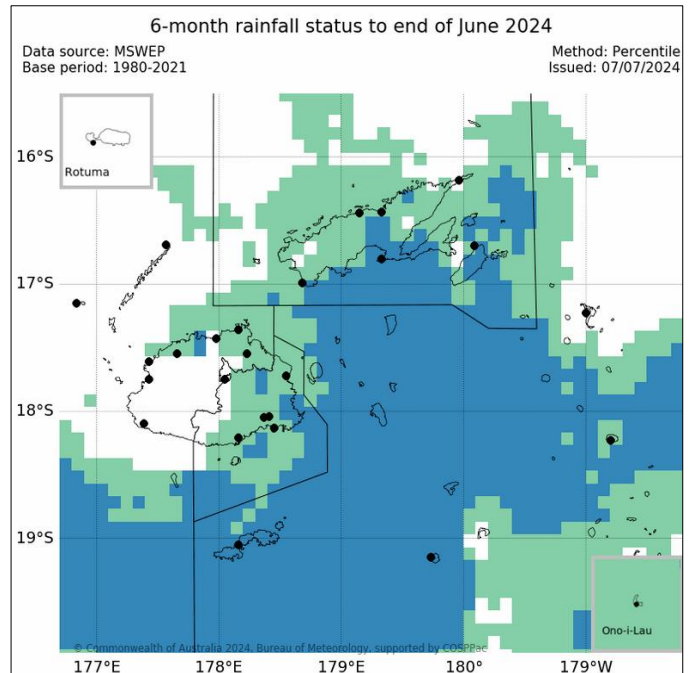 6-month rainfall status to end of June 2024
Data source: MSWEP
Method: Percentile
Base period: 1980-2021
Issued: 07/07/2024
Rotuma
16°S
17°S
18°S
19°S
Ono-i-Lau
© Commonwealth of Australia 2024, Bureau of Meteorology, supported by COSPPac
177°E
178°E
179°E
180°
179°W